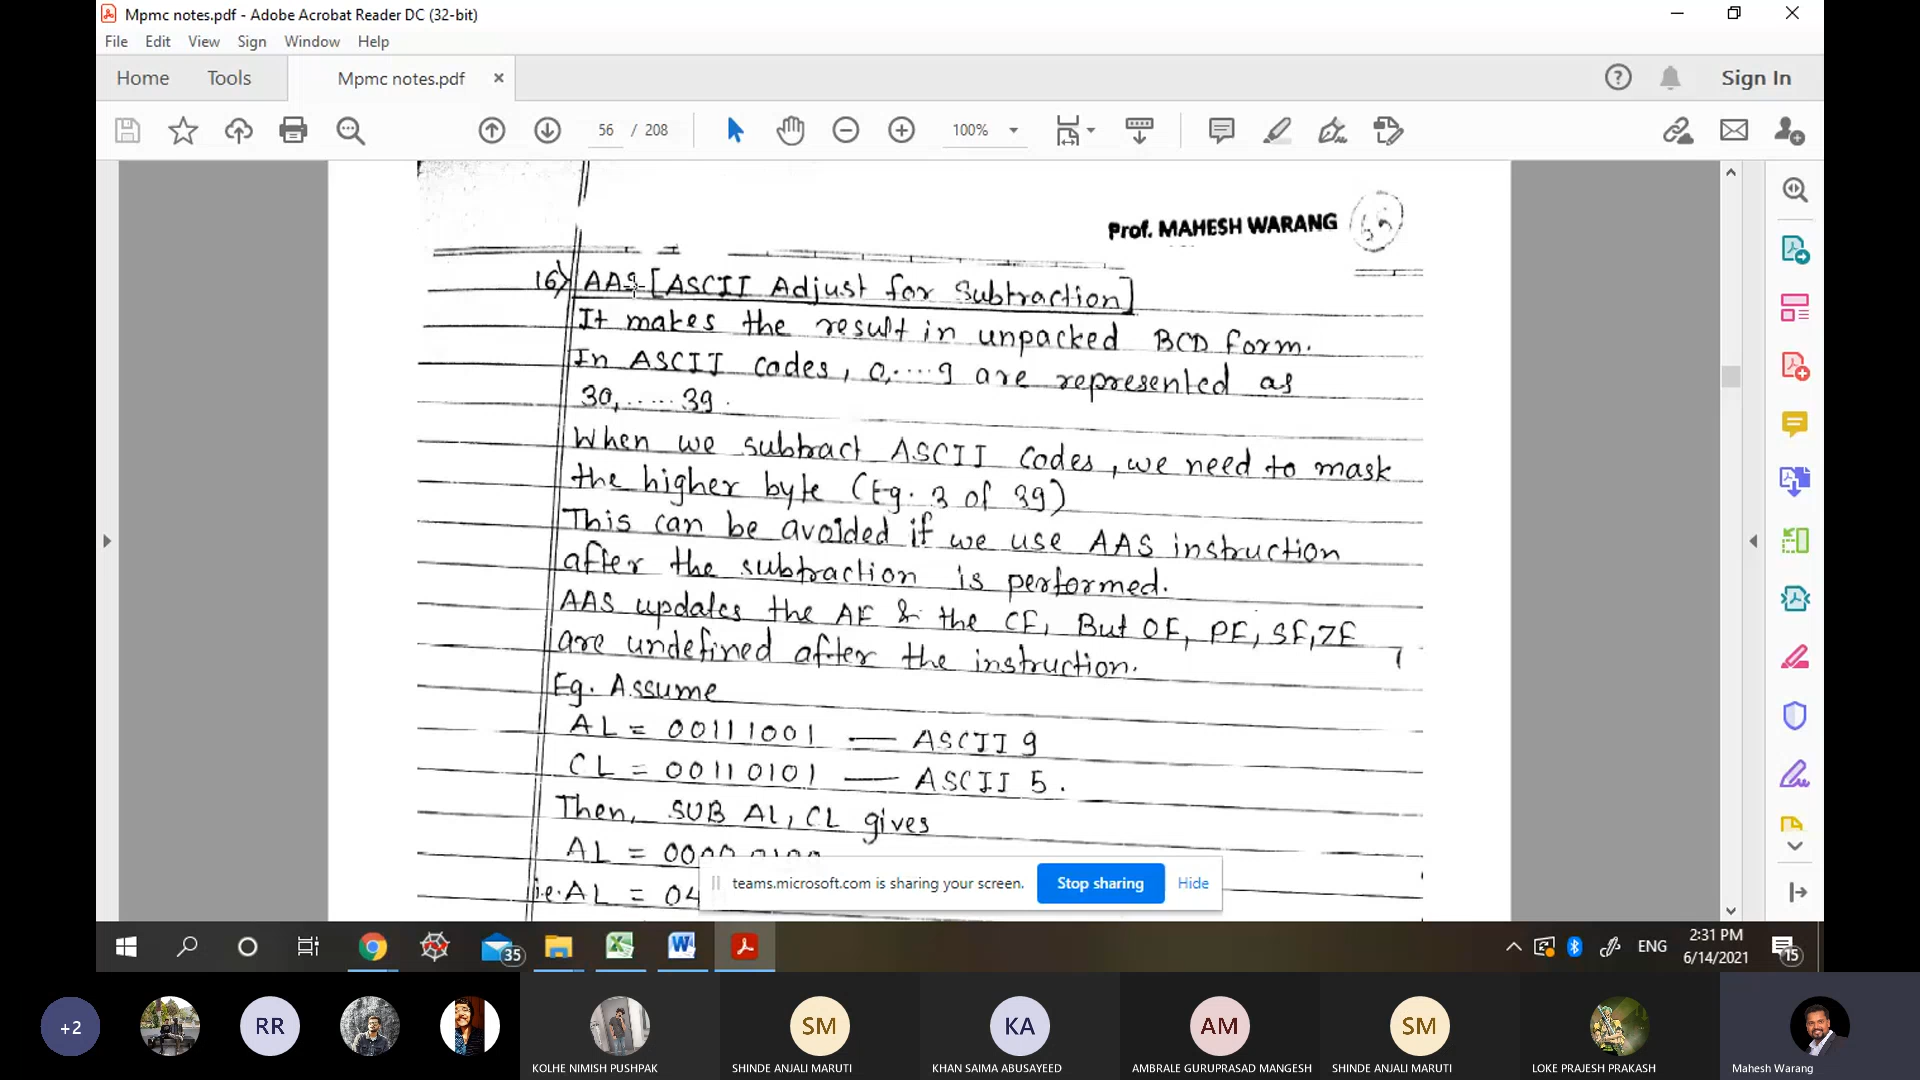 Mpmc notes.pdf - Adobe Acrobat Reader DC (32-bit)
File Edit View Sign Window Help
Home Tools Mpmc notes.pdf Sign In
56 / 208 100%
Prof. MAHESH WARANG
16) AAS [ASCII Adjust for Subtraction]
It makes the result in unpacked BCD form.
In ASCII codes, 0,....9 are represented as
30,.....39.
When we subtract ASCII codes, we need to mask
the higher byte (Eg. 3 of 39)
This can be avoided if we use AAS instruction
after the subtraction is performed.
AAS updates the AF & the CF, But OF, PF, SF, ZF
are undefined after the instruction.
Eg. Assume
AL = 00111001 — ASCII 9
CL = 00110101 — ASCII 5.
Then, SUB AL, CL gives
AL = 0000 0100
i.e. AL = 04
teams.microsoft.com is sharing your screen. Stop sharing Hide
35
ENG
2:31 PM
6/14/2021
15
+2
RR
SM
KA
AM
SM
KOLHE NIMISH PUSHPAK
SHINDE ANJALI MARUTI
KHAN SAIMA ABUSAYEED
AMBRALE GURUPRASAD MANGESH
SHINDE ANJALI MARUTI
LOKE PRAJESH PRAKASH
Mahesh Warang